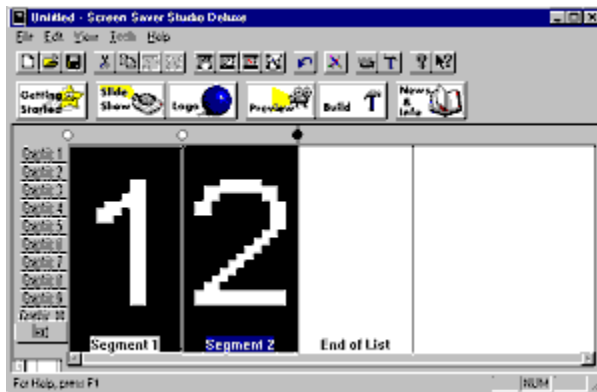 Untitled - Screen Saver Studio Deluxe
File Edit View Tools Help
Getting Started
Slide Show
Logo
Preview
Build
News & Info
Graphic 1
Graphic 2
Graphic 3
Graphic 4
Graphic 5
Graphic 6
Graphic 7
Graphic 8
Graphic 9
Graphic 10
Text
1 2
Segment 1 Segment 2 End of List
For Help, press F1
NUM